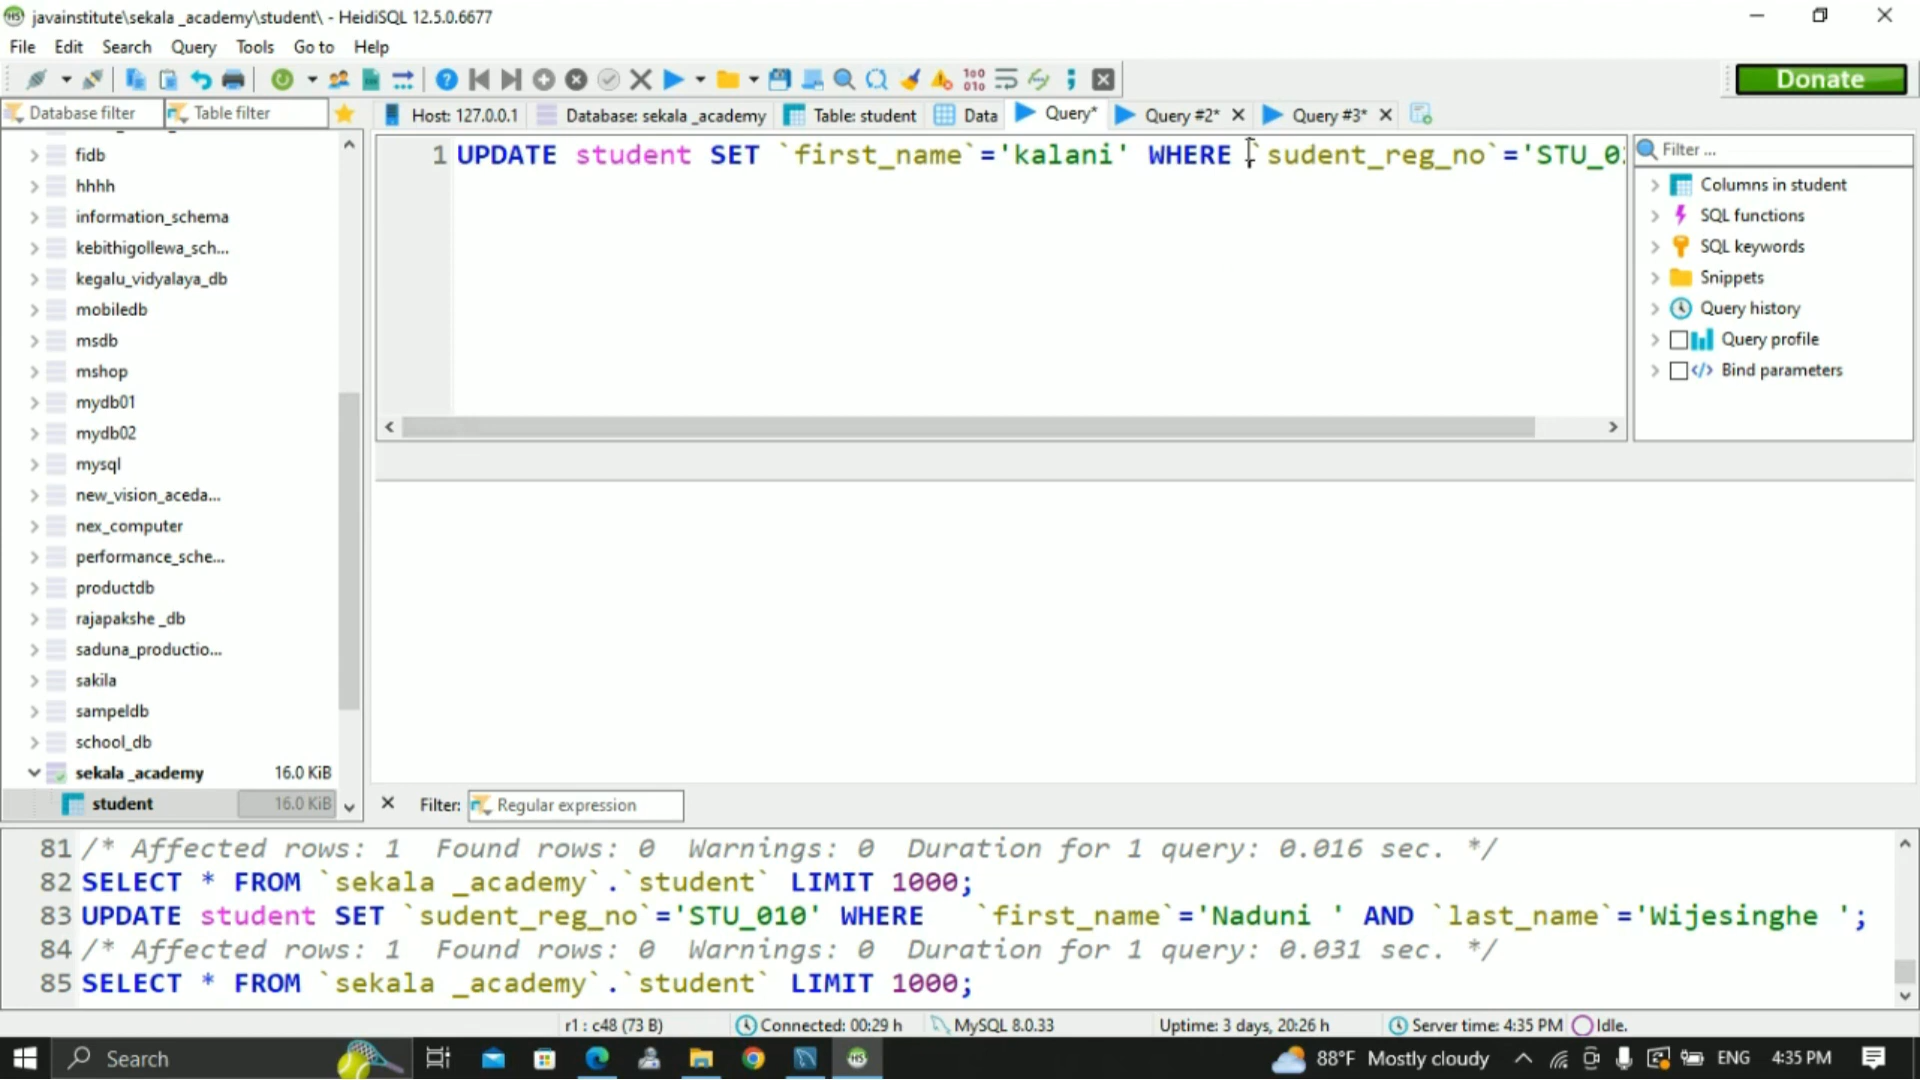 javainstitute\sekala _academy\student\ - HeidiSQL 12.5.0.6677
File Edit Search Query Tools Go to Help
Donate
Database filter Table filter Host: 127.0.0.1 Database: sekala _academy Table: student Data Query* Query #2* Query #3*
1 UPDATE student SET `first_name`='kalani' WHERE `sudent_reg_no`='STU_0
Filter ...
Columns in student
SQL functions
SQL keywords
Snippets
Query history
Query profile
Bind parameters
fidb
hhhh
information_schema
kebithigollewa_sch...
kegalu_vidyalaya_db
mobiledb
msdb
mshop
mydb01
mydb02
mysql
new_vision_aceda...
nex_computer
performance_sche...
productdb
rajapakshe _db
saduna_productio...
sakila
sampeldb
school_db
sekala _academy 16.0 KiB
student 16.0 KiB
Filter: Regular expression
81 /* Affected rows: 1 Found rows: 0 Warnings: 0 Duration for 1 query: 0.016 sec. */
82 SELECT * FROM `sekala _academy`.`student` LIMIT 1000;
83 UPDATE student SET `sudent_reg_no`='STU_010' WHERE `first_name`='Naduni ' AND `last_name`='Wijesinghe ';
84 /* Affected rows: 1 Found rows: 0 Warnings: 0 Duration for 1 query: 0.031 sec. */
85 SELECT * FROM `sekala _academy`.`student` LIMIT 1000;
r1 : c48 (73 B) Connected: 00:29 h MySQL 8.0.33 Uptime: 3 days, 20:26 h Server time: 4:35 PM Idle.
Search 88°F Mostly cloudy ENG 4:35 PM